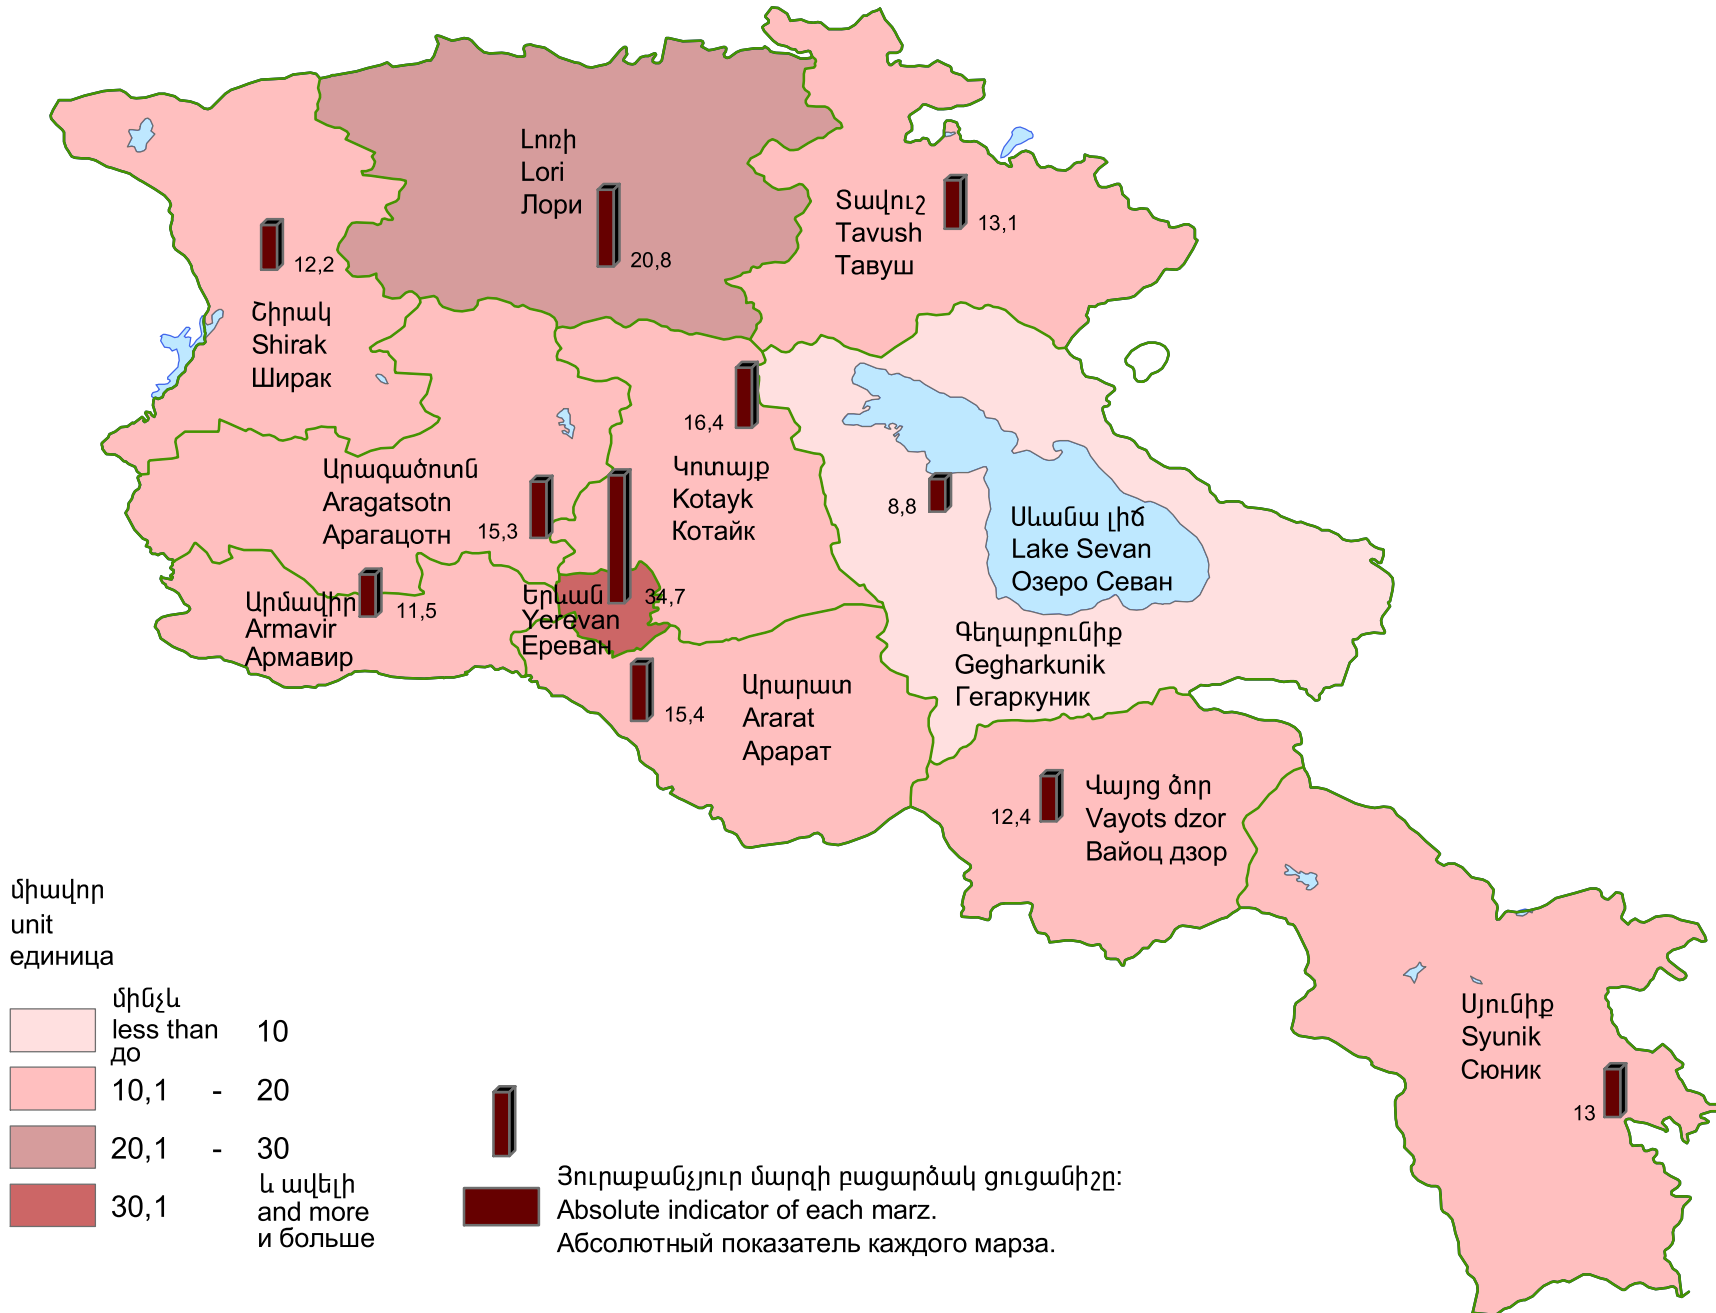 Լոռի
Lori
Лори
20,8
Տավուշ
Tavush
Тавуш
13,1
12,2
Շիրակ
Shirak
Ширак
16,4
Կոտայք
Kotayk
Котайк
Արագածոտն
Aragatsotn
Арагацотн
15,3
8,8
Սևանա լիճ
Lake Sevan
Озеро Севан
Արմավիր
Armavir
Армавир
11,5
Երևան
Yerevan
Ереван
34,7
Գեղարքունիք
Gegharkunik
Гегаркуник
15,4
Արարատ
Ararat
Арарат
12,4
Վայոց ձոր
Vayots dzor
Вайоц дзор
Սյունիք
Syunik
Сюник
13
միավոր
unit
единица
մինչև
less than 10
до
10,1 - 20
20,1 - 30
30,1 և ավելի
and more
и больше
Յուրաքանչյուր մարզի բացարձակ ցուցանիշը:
Absolute indicator of each marz.
Абсолютный показатель каждого марза.